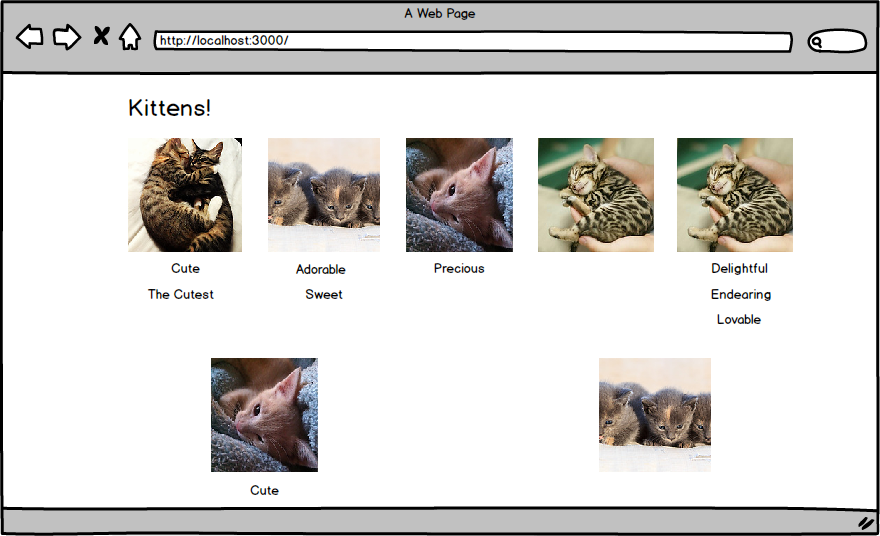 A Web Page
http://localhost:3000/
Kittens!
Cute
The Cutest
Adorable
Sweet
Precious
Delightful
Endearing
Lovable
Cute